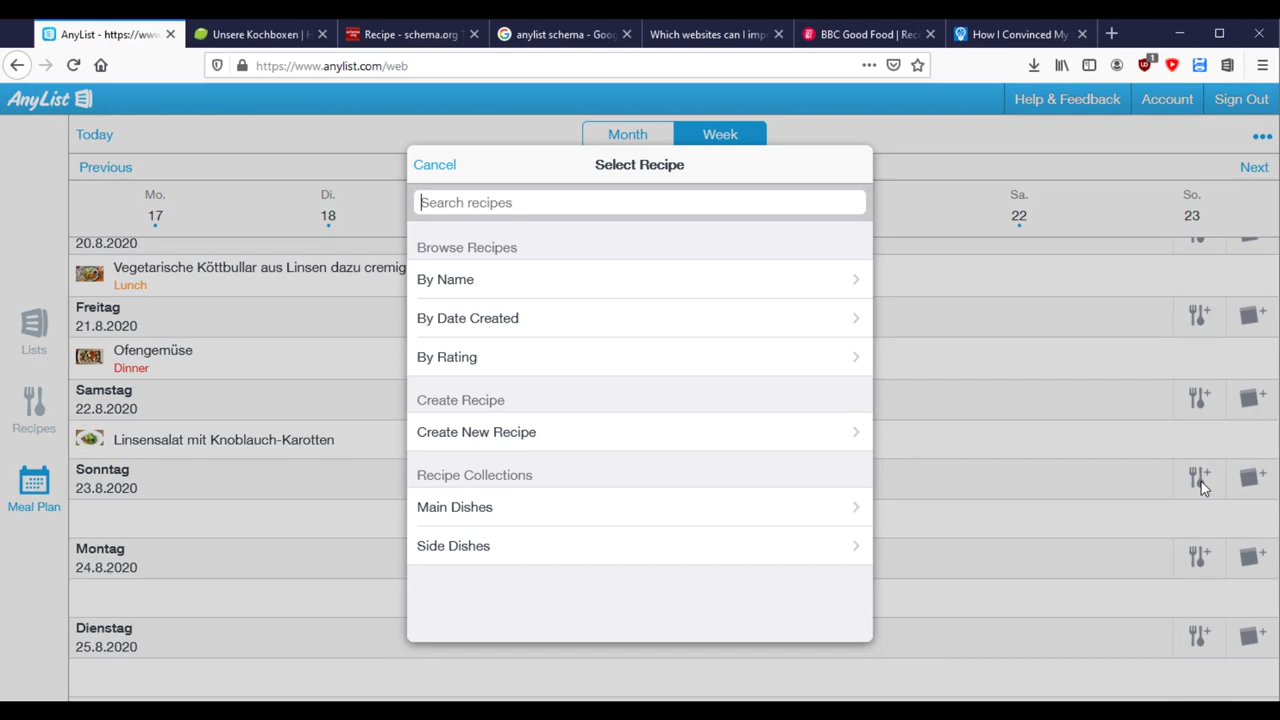 AnyList - https://www.
Unsere Kochboxen | H
Recipe - schema.org T
anylist schema - Goog
Which websites can I imp
BBC Good Food | Rec
How I Convinced My
https://www.anylist.com/web
1
AnyList
Help & Feedback
Account
Sign Out
Today
Month
Week
Previous
Next
Mo.
17
Di.
18
Sa.
22
So.
23
Cancel
Select Recipe
Search recipes
Browse Recipes
By Name
By Date Created
By Rating
Create Recipe
Create New Recipe
Recipe Collections
Main Dishes
Side Dishes
Lists
Recipes
Meal Plan
20.8.2020
Vegetarische Köttbullar aus Linsen dazu cremig
Lunch
Freitag
21.8.2020
Ofengemüse
Dinner
Samstag
22.8.2020
Linsensalat mit Knoblauch-Karotten
Sonntag
23.8.2020
Montag
24.8.2020
Dienstag
25.8.2020